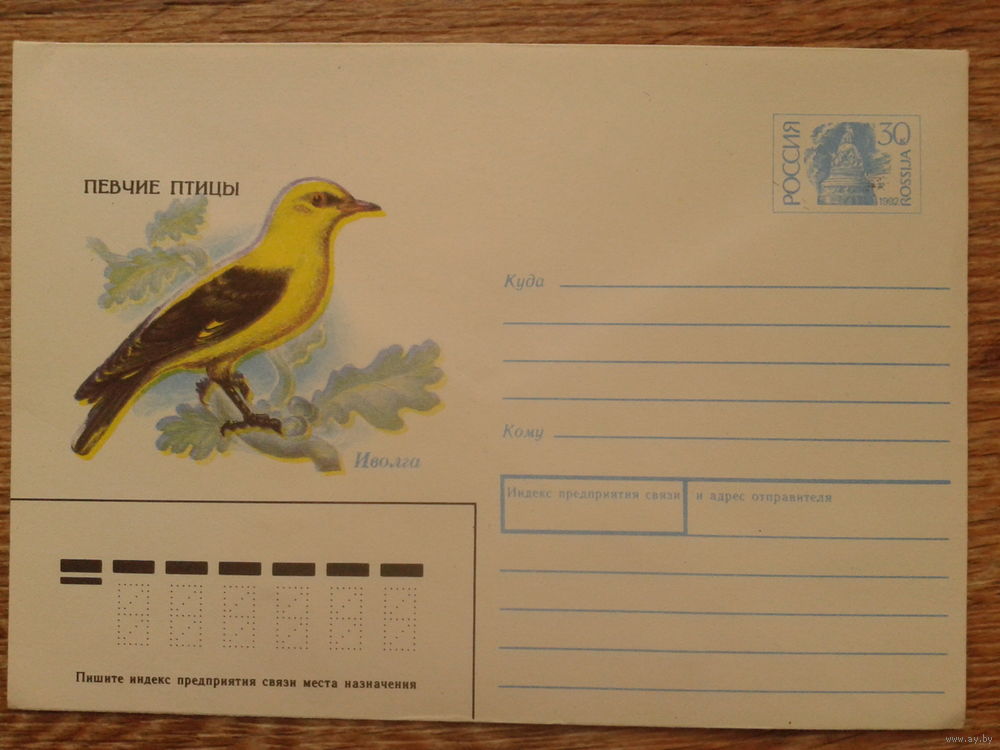 ПЕВЧИЕ ПТИЦЫ
Иволга
РОССИЯ
30 к
1992
ROSSIJA
Куда
Кому
Индекс предприятия связи и адрес отправителя
Пишите индекс предприятия связи места назначения
www.ay.by